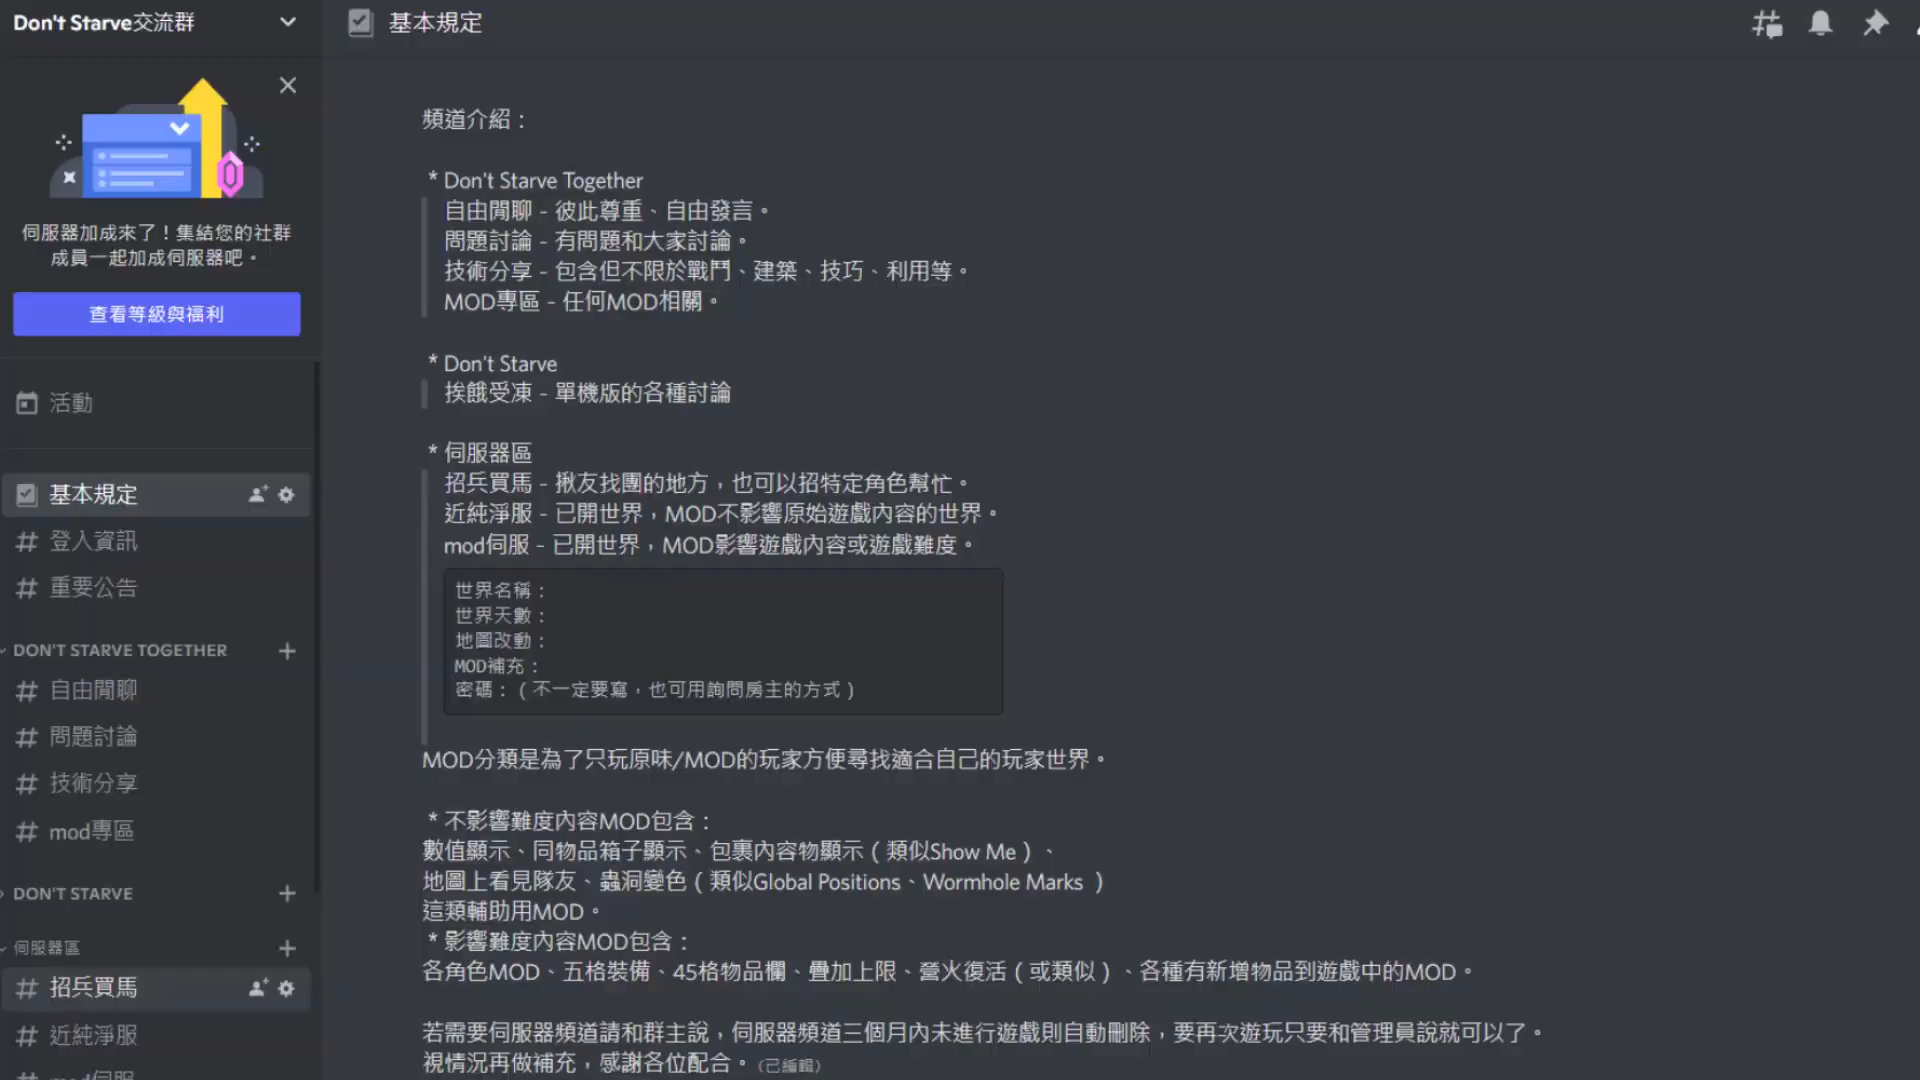 Don't Starve交流群
伺服器加成來了！集結您的社群
成員一起加成伺服器吧。
查看等級與福利
活動
基本規定
# 登入資訊
# 重要公告
DON'T STARVE TOGETHER
# 自由閒聊
# 問題討論
# 技術分享
# mod專區
DON'T STARVE
伺服器區
# 招兵買馬
# 近純淨服
# mod伺服
基本規定
頻道介紹：
* Don't Starve Together
自由閒聊 - 彼此尊重、自由發言。
問題討論 - 有問題和大家討論。
技術分享 - 包含但不限於戰鬥、建築、技巧、利用等。
MOD專區 - 任何MOD相關。
* Don't Starve
挨餓受凍 - 單機版的各種討論
* 伺服器區
招兵買馬 - 揪友找團的地方，也可以招特定角色幫忙。
近純淨服 - 已開世界，MOD不影響原始遊戲內容的世界。
mod伺服 - 已開世界，MOD影響遊戲內容或遊戲難度。
世界名稱：
世界天數：
地圖改動：
MOD補充：
密碼：（不一定要寫，也可用詢問房主的方式）
MOD分類是為了只玩原味/MOD的玩家方便尋找適合自己的玩家世界。
* 不影響難度內容MOD包含：
數值顯示、同物品箱子顯示、包裹內容物顯示（類似Show Me）、
地圖上看見隊友、蟲洞變色（類似Global Positions、Wormhole Marks ）
這類輔助用MOD。
* 影響難度內容MOD包含：
各角色MOD、五格裝備、45格物品欄、疊加上限、營火復活（或類似）、各種有新增物品到遊戲中的MOD。
若需要伺服器頻道請和群主說，伺服器頻道三個月內未進行遊戲則自動刪除，要再次遊玩只要和管理員說就可以了。
視情況再做補充，感謝各位配合。（已編輯）